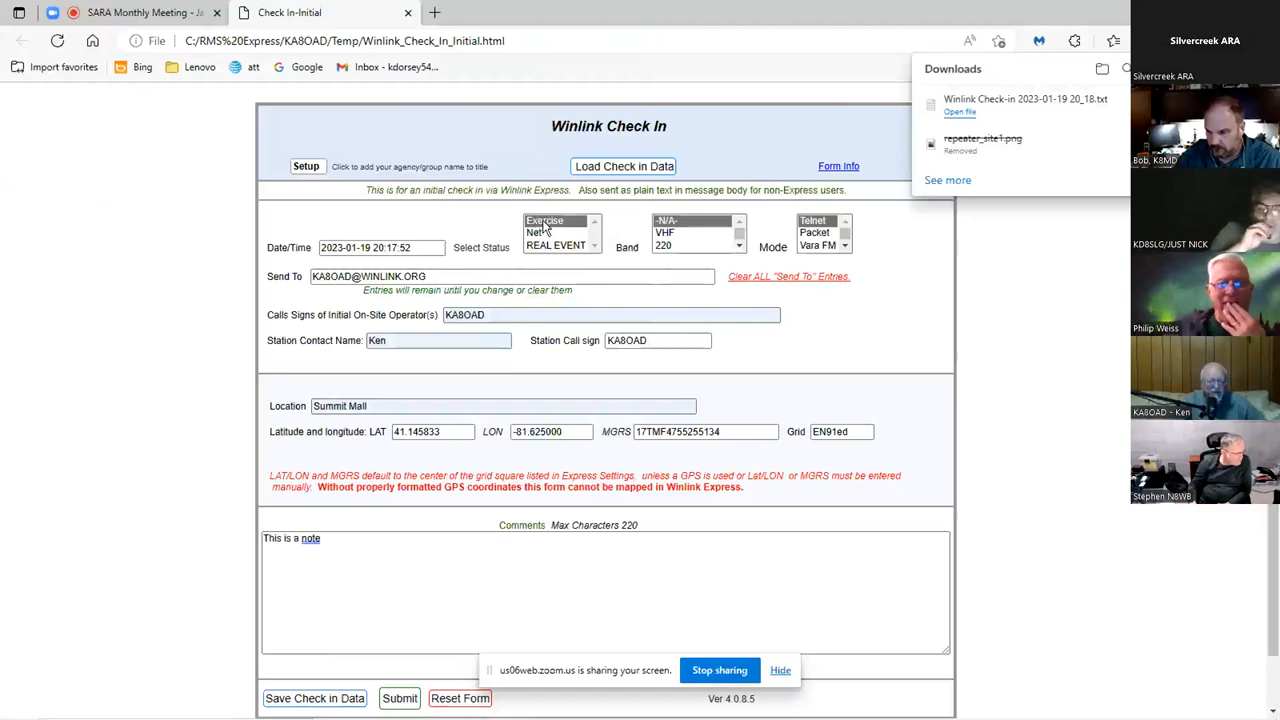 SARA Monthly Meeting - Ja
Check In-Initial
File
C:/RMS%20Express/KA8OAD/Temp/Winlink_Check_In_Initial.html
Import favorites
Bing
Lenovo
att
Google
Inbox - kdorsey54...
Downloads
Winlink Check-in 2023-01-19 20_18.txt
Open file
repeater_site1.png
Removed
See more
Silvercreek ARA
Silvercreek ARA
Bob, K8MD
KD8SLG/JUST NICK
Philip Weiss
KA8OAD - Ken
Stephen N8WB
Winlink Check In
Setup
Click to add your agency/group name to title
Load Check in Data
Form Info
This is for an initial check in via Winlink Express. Also sent as plain text in message body for non-Express users.
Date/Time 2023-01-19 20:17:52 Select Status Exercise
Net
REAL EVENT
Band -N/A-
VHF
220
Mode Telnet
Packet
Vara FM
Send To KA8OAD@WINLINK.ORG Clear ALL "Send To" Entries.
Entries will remain until you change or clear them
Calls Signs of Initial On-Site Operator(s) KA8OAD
Station Contact Name: Ken Station Call sign KA8OAD
Location Summit Mall
Latitude and longitude: LAT 41.145833 LON -81.625000 MGRS 17TMF4755255134 Grid EN91ed
LAT/LON and MGRS default to the center of the grid square listed in Express Settings, unless a GPS is used or Lat/LON or MGRS must be entered
manually. Without properly formatted GPS coordinates this form cannot be mapped in Winlink Express.
Comments Max Characters 220
This is a note
us06web.zoom.us is sharing your screen. Stop sharing Hide
Save Check in Data Submit Reset Form Ver 4.0.8.5